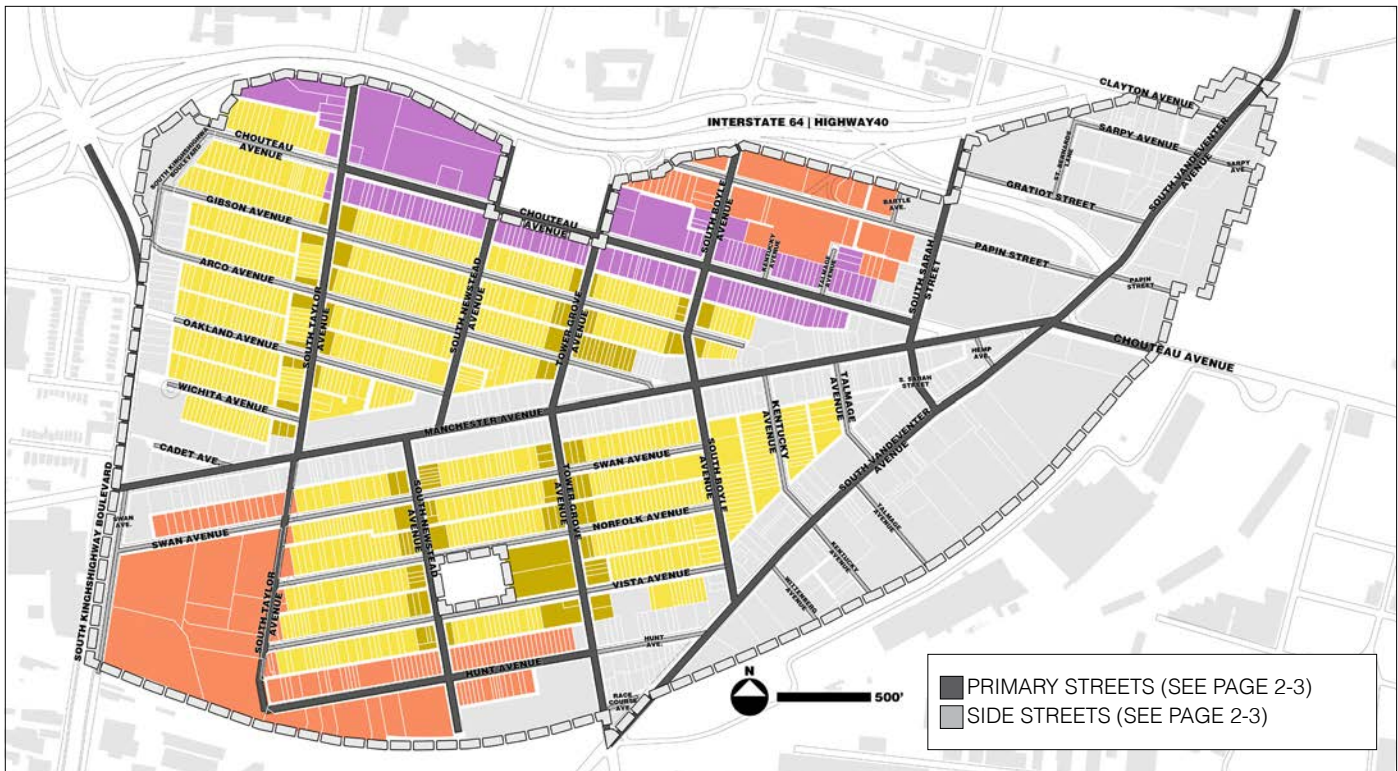 CLAYTON AVENUE
INTERSTATE 64 | HIGHWAY40
SARPY AVENUE
SARPY
AVE.
ST. BERNARDS
LANE
SOUTH VANDEVENTER
AVENUE
GRATIOT STREET
SOUTH KINGHSHIGHWA
BOULEVARD
CHOUTEAU
AVENUE
GIBSON AVENUE
ARCO AVENUE
OAKLAND AVENUE
WICHITA AVENUE
CADET AVE.
SOUTH TAYLOR
AVENUE
SOUTH NEWSTEAD
AVENUE
CHOUTEAU
AVENUE
TOWER GROVE
AVENUE
SOUTH BOYLE
AVENUE
KENTUCKY
AVENUE
TALMAGE
AVENUE
BARTLE
AVE.
SOUTH SARAH
STREET
PAPIN STREET
PAPIN
STREET
CHOUTEAU AVENUE
HEMP
AVE.
S. SARAH
STREET
MANCHESTER AVENUE
KENTUCKY
AVENUE
TALMAGE
AVENUE
SOUTH VANDEVENTER
AVENUE
SOUTH KINGHSHIGHWAY BOULEVARD
SWAN
AVE.
SWAN AVENUE
SOUTH TAYLOR
AVENUE
SOUTH NEWSTEAD
AVENUE
SWAN AVENUE
TOWER GROVE
AVENUE
NORFOLK AVENUE
SOUTH BOYLE
AVENUE
VISTA AVENUE
TALMAGE
AVENUE
KENTUCKY
AVENUE
MITTENBERG
AVENUE
HUNT
AVE.
HUNT AVENUE
RACE
COURSE
AVE.
N
500'
PRIMARY STREETS (SEE PAGE 2-3)
SIDE STREETS (SEE PAGE 2-3)